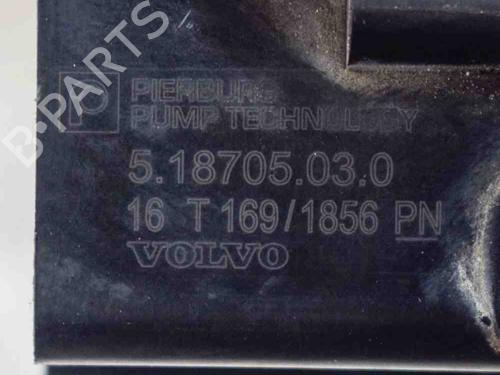 B-PARTS
PIERBURG
PUMP TECHNOLOGY
5.18705.03.0
16 T 169/1856 PN
VOLVO